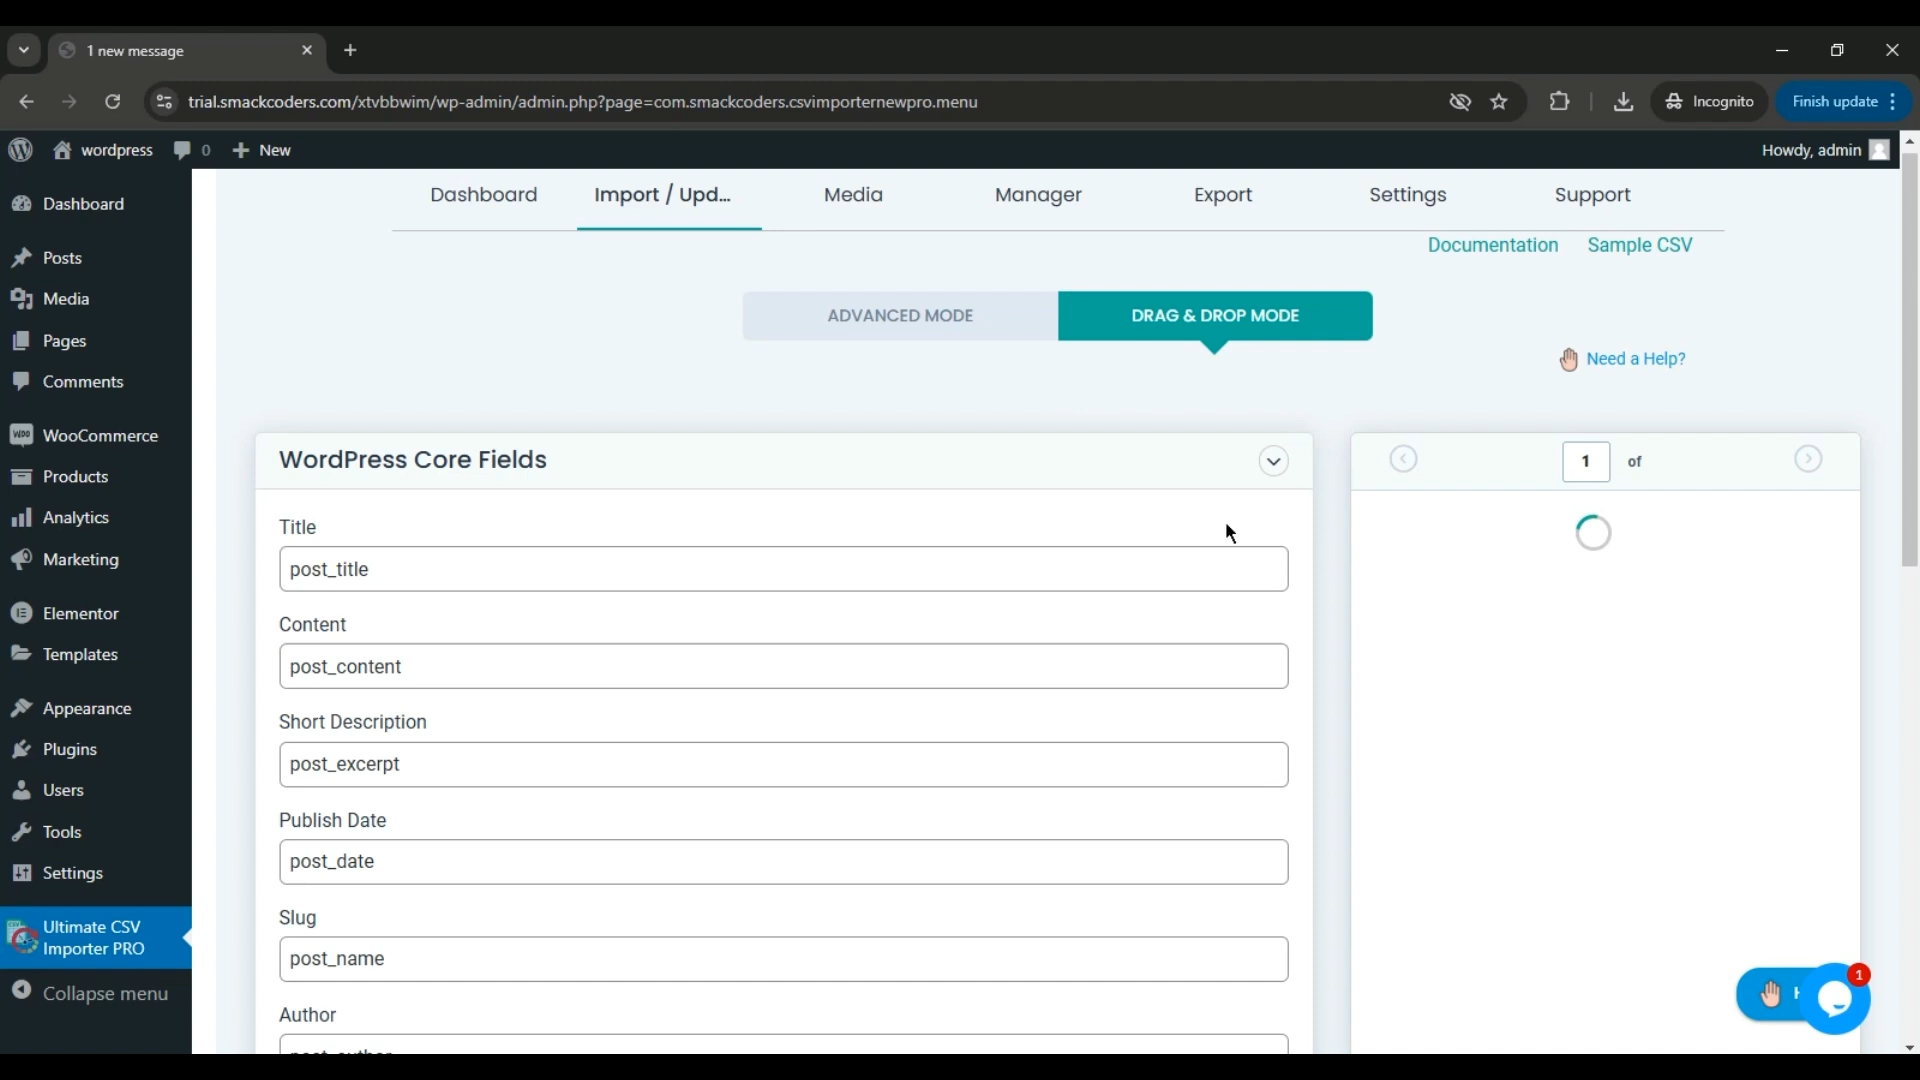 1 new message
trial.smackcoders.com/xtvbbwim/wp-admin/admin.php?page=com.smackcoders.csvimporternewpro.menu
Incognito
Finish update
wordpress
0
New
Howdy, admin
Dashboard
Posts
Media
Pages
Comments
WOO
WooCommerce
Products
Analytics
Marketing
Elementor
Templates
Appearance
Plugins
Users
Tools
Settings
Ultimate CSV
Importer PRO
Collapse menu
Dashboard
Import / Upd...
Media
Manager
Export
Settings
Support
Documentation
Sample CSV
ADVANCED MODE
DRAG & DROP MODE
Need a Help?
WordPress Core Fields
Title
post_title
Content
post_content
Short Description
post_excerpt
Publish Date
post_date
Slug
post_name
Author
post_author
1 of
1